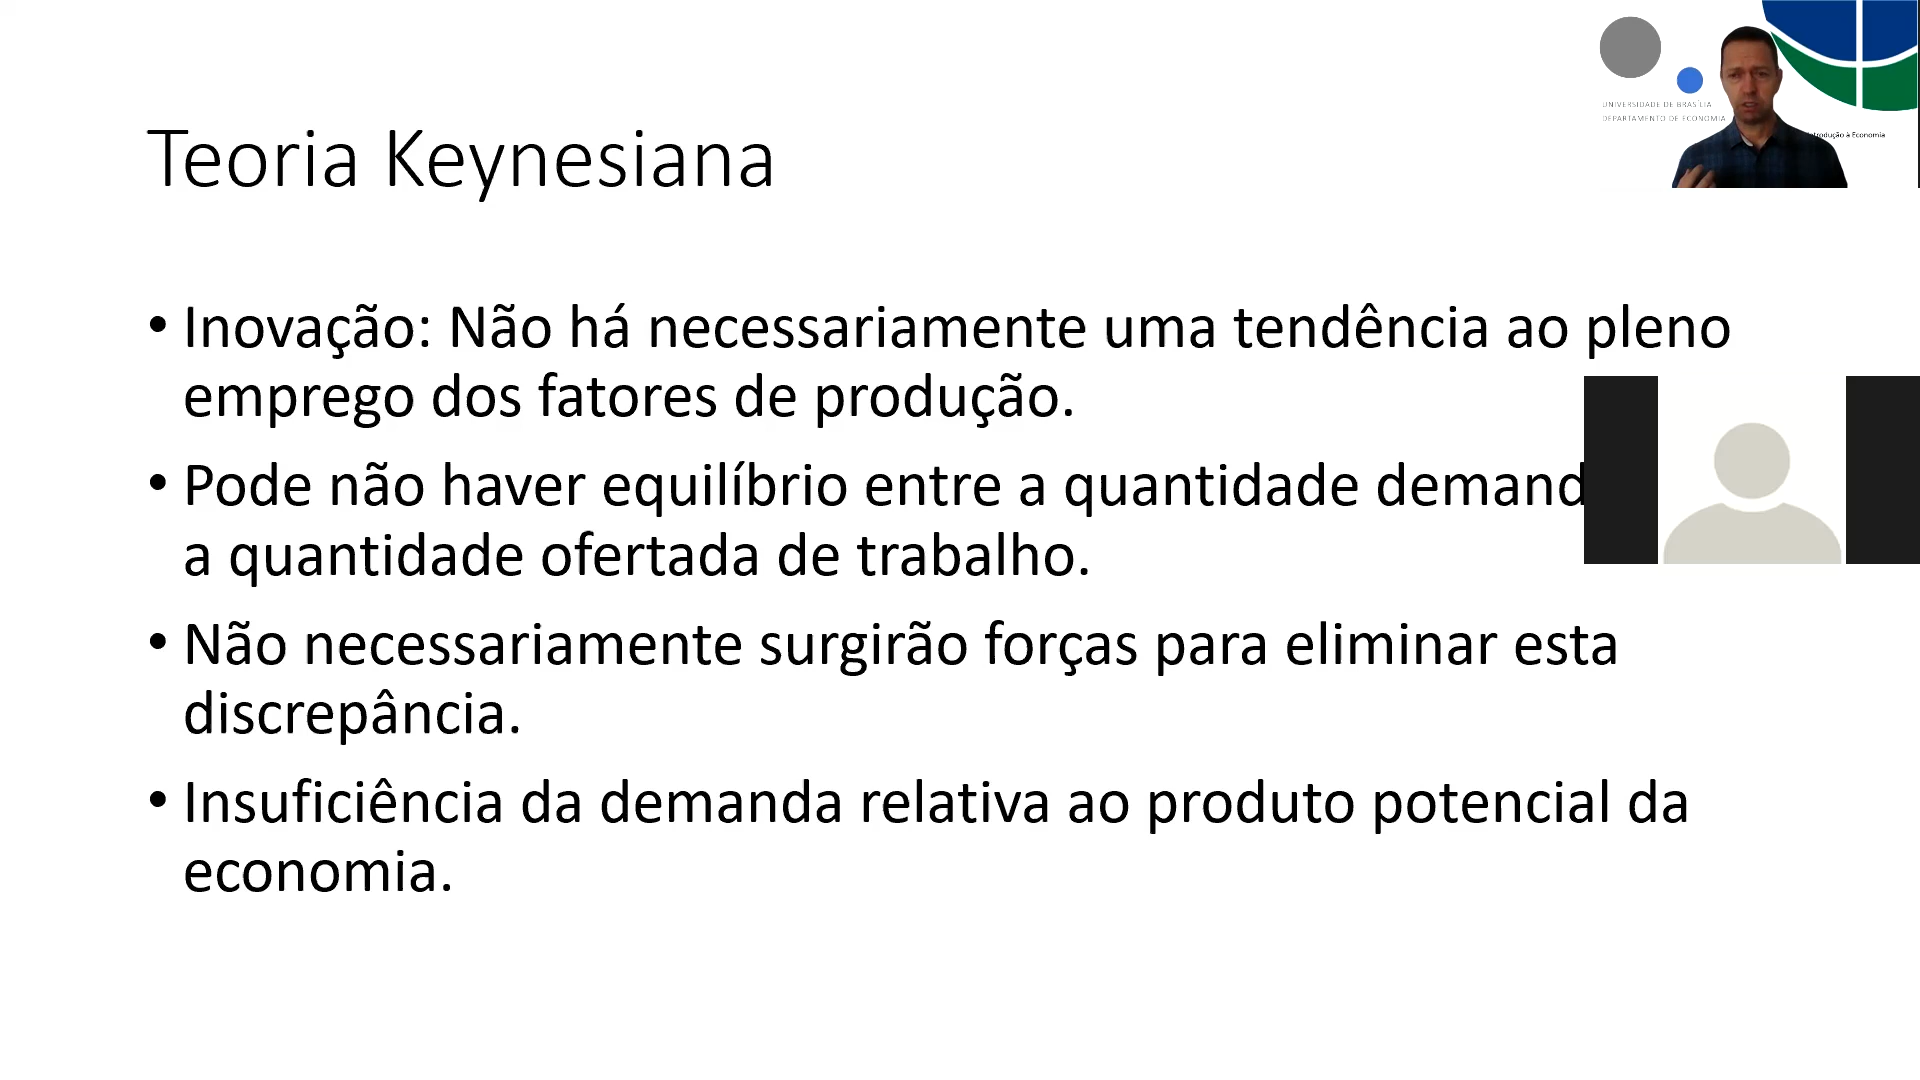 UNIVERSIDADE DE BRASÍLIA
DEPARTAMENTO DE ECONOMIA
à Economia
Teoria Keynesiana
• Inovação: Não há necessariamente uma tendência ao pleno
emprego dos fatores de produção.
• Pode não haver equilíbrio entre a quantidade demand
a quantidade ofertada de trabalho.
• Não necessariamente surgirão forças para eliminar esta
discrepância.
• Insuficiência da demanda relativa ao produto potencial da
economia.